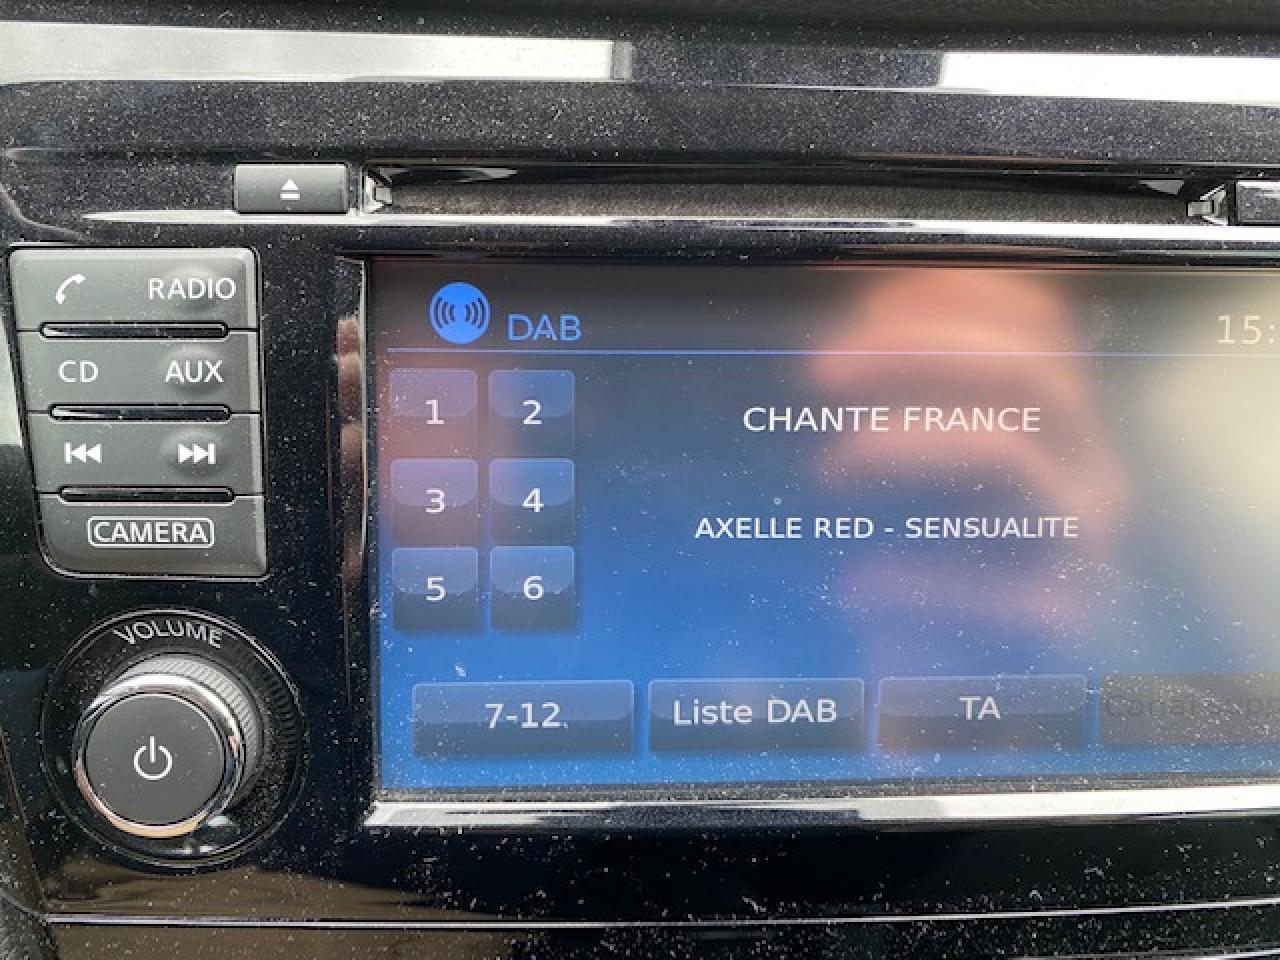 RADIO
CD AUX
CAMERA
VOLUME
DAB
15:
1 2
3 4
5 6
CHANTE FRANCE
AXELLE RED - SENSUALITE
7-12
Liste DAB
TA